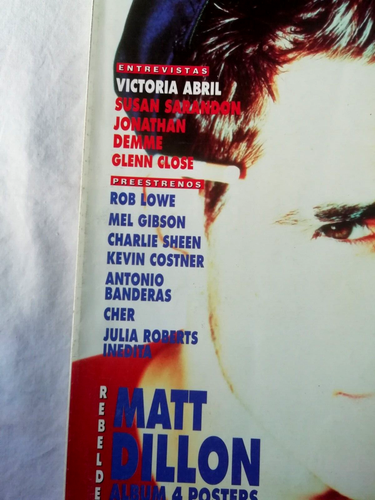 ENTREVISTAS
VICTORIA ABRIL
SUSAN SARANDON
JONATHAN
DEMME
GLENN CLOSE
PREESTRENOS
ROB LOWE
MEL GIBSON
CHARLIE SHEEN
KEVIN COSTNER
ANTONIO
BANDERAS
CHER
JULIA ROBERTS
INEDITA
REBELDE
MATT
DILLON
ALBUM 4 POSTERS